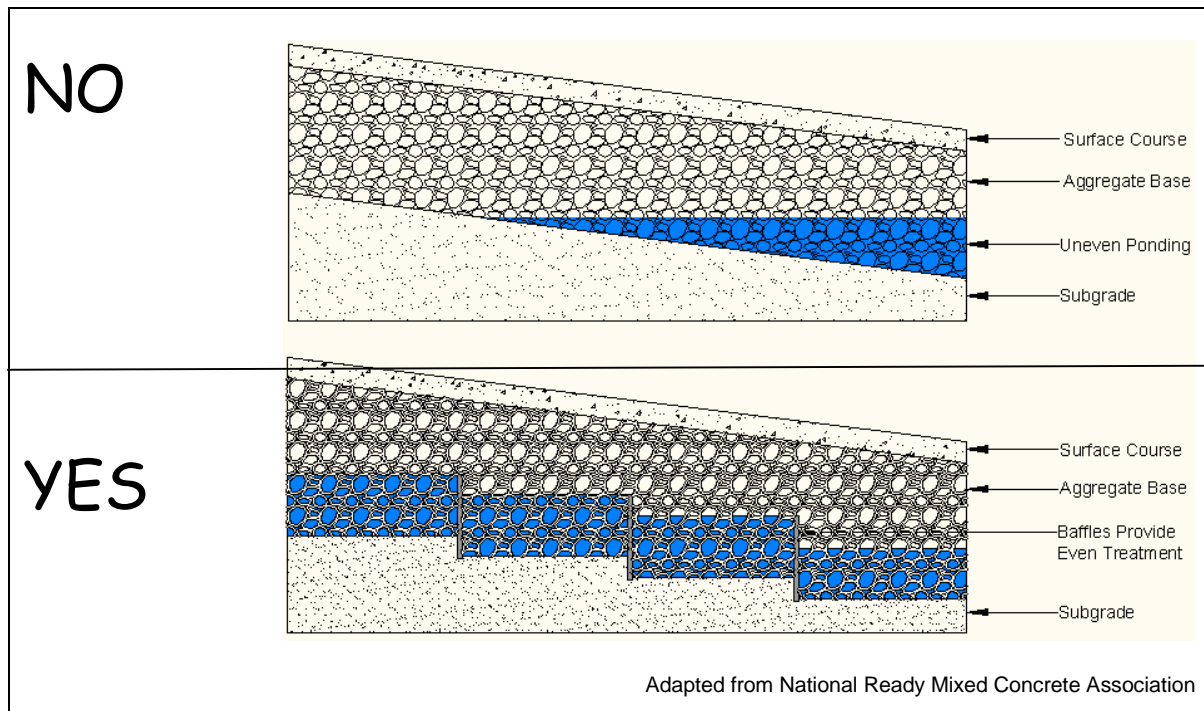 NO
Surface Course
Aggregate Base
Uneven Ponding
Subgrade
YES
Surface Course
Aggregate Base
Baffles Provide
Even Treatment
Subgrade
Adapted from National Ready Mixed Concrete Association